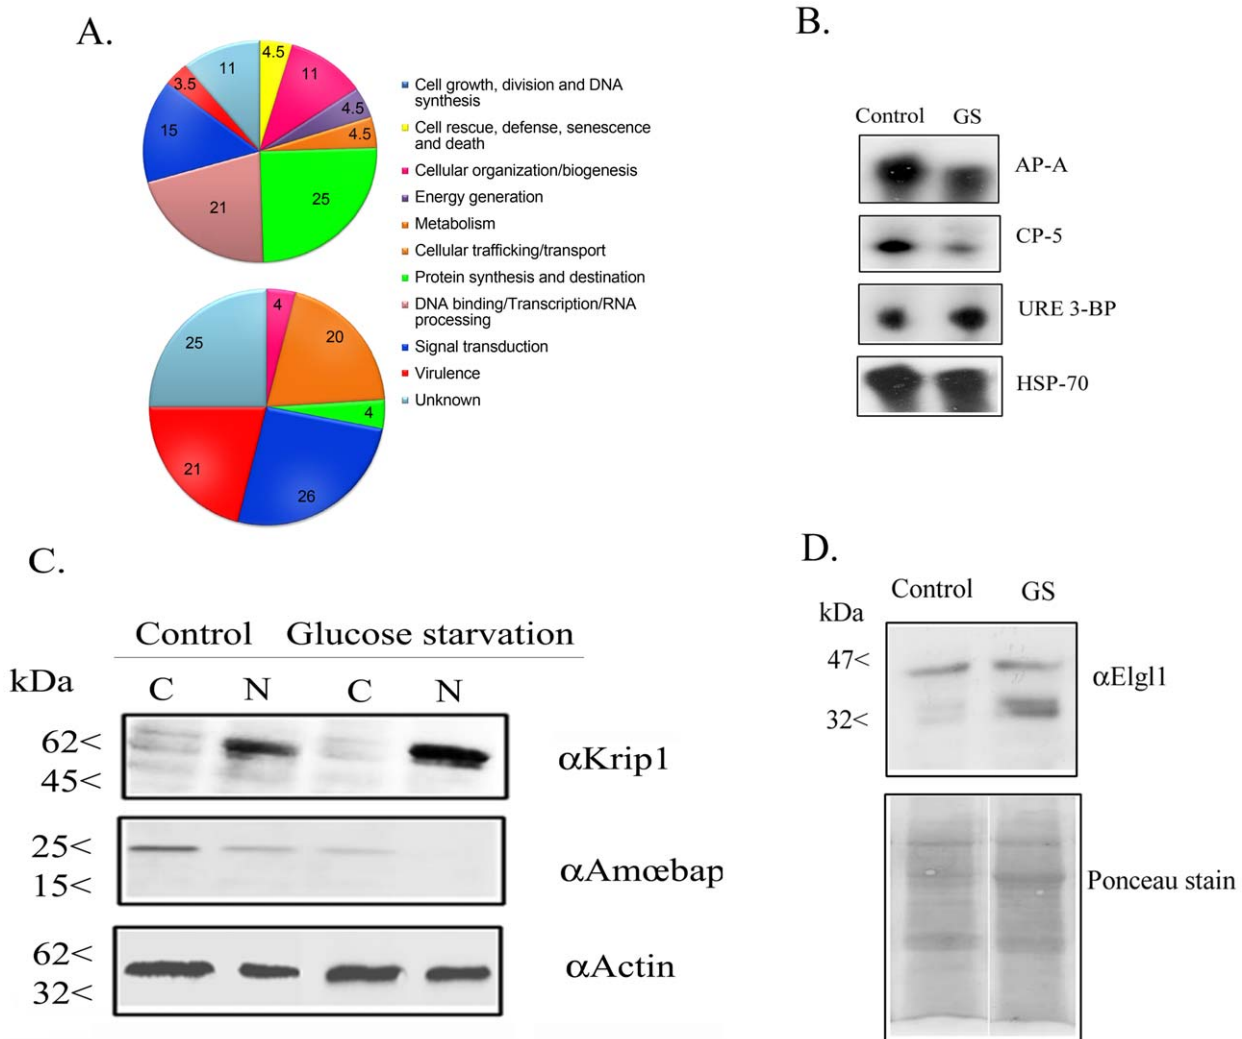 A.
4.5
11
11
3.5
4.5
15
4.5
25
21
Cell growth, division and DNA
synthesis
Cell rescue, defense, senescence
and death
Cellular organization/biogenesis
Energy generation
Metabolism
Cellular trafficking/transport
Protein synthesis and destination
DNA binding/Transcription/RNA
processing
Signal transduction
Virulence
Unknown
4
20
25
4
21
26
B.
Control GS
AP-A
CP-5
URE 3-BP
HSP-70
C.
Control Glucose starvation
kDa C N C N
62<
45<
αKrip1
25<
15<
αAmœbap
62<
32<
αActin
D.
Control GS
kDa
47<
32<
αElgl1
Ponceau stain